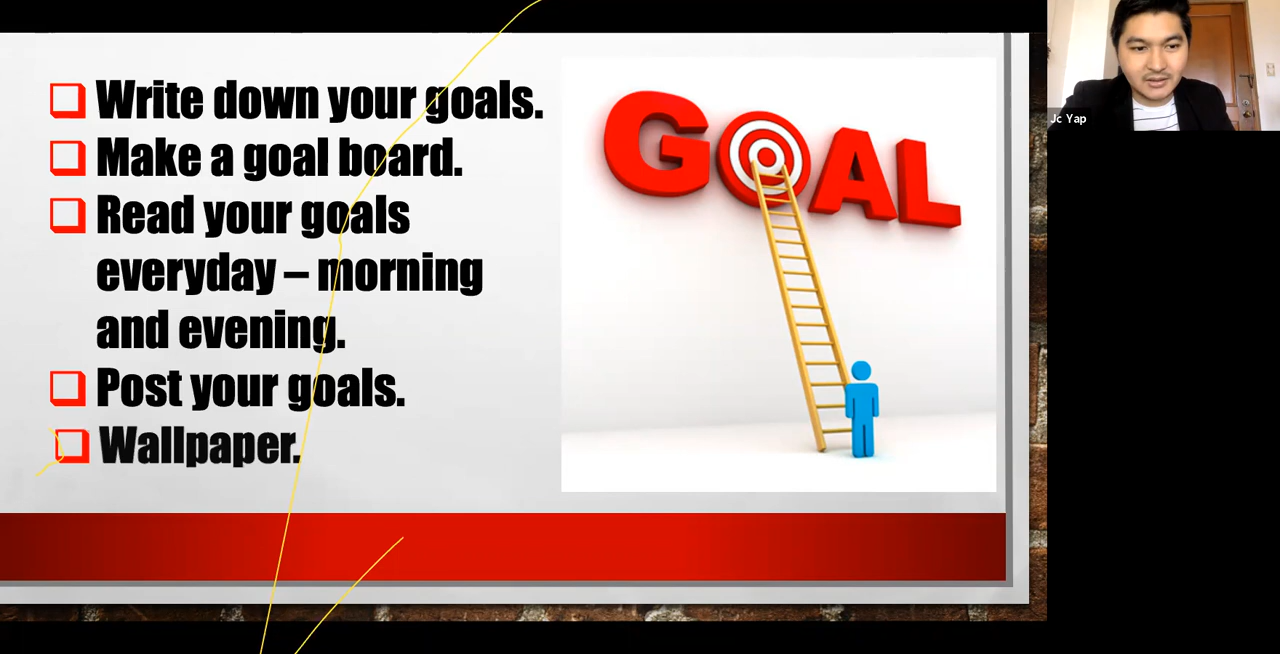 Write down your goals.
Make a goal board.
Read your goals
everyday – morning
and evening.
Post your goals.
Wallpaper.
GOAL
Jc Yap